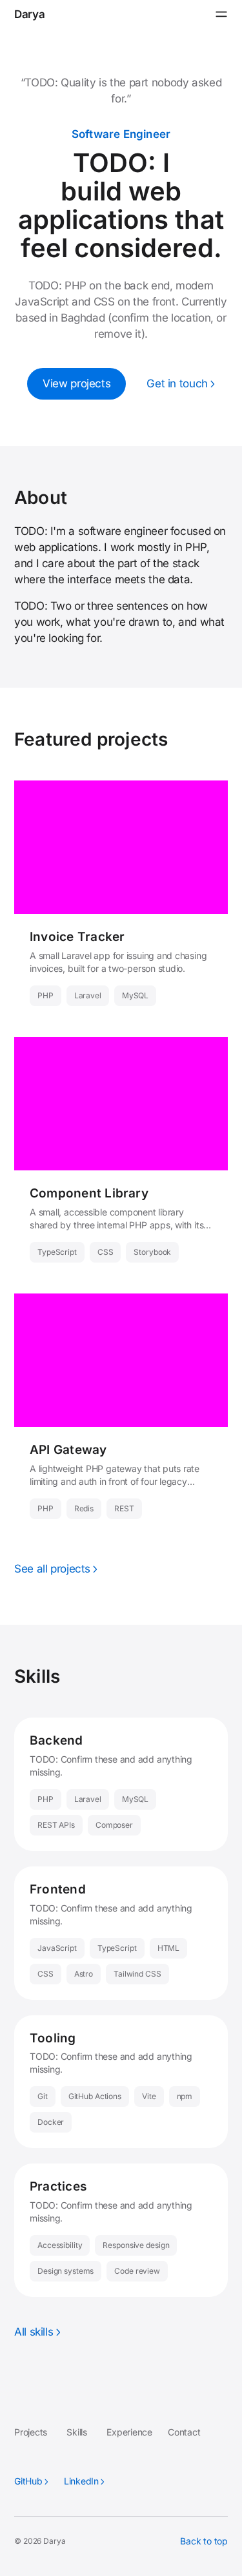 Darya
“TODO: Quality is the part nobody asked
for.”
Software Engineer
TODO: I
build web
applications that
feel considered.
TODO: PHP on the back end, modern
JavaScript and CSS on the front. Currently
based in Baghdad (confirm the location, or
remove it).
View projects
Get in touch
About
TODO: I'm a software engineer focused on
web applications. I work mostly in PHP,
and I care about the part of the stack
where the interface meets the data.
TODO: Two or three sentences on how
you work, what you're drawn to, and what
you're looking for.
Featured projects
Invoice Tracker
A small Laravel app for issuing and chasing
invoices, built for a two-person studio.
PHP Laravel MySQL
Component Library
A small, accessible component library
shared by three internal PHP apps, with its...
TypeScript CSS Storybook
API Gateway
A lightweight PHP gateway that puts rate
limiting and auth in front of four legacy...
PHP Redis REST
See all projects
Skills
Backend
TODO: Confirm these and add anything
missing.
PHP Laravel MySQL
REST APIs Composer
Frontend
TODO: Confirm these and add anything
missing.
JavaScript TypeScript HTML
CSS Astro Tailwind CSS
Tooling
TODO: Confirm these and add anything
missing.
Git GitHub Actions Vite npm
Docker
Practices
TODO: Confirm these and add anything
missing.
Accessibility Responsive design
Design systems Code review
All skills
Projects Skills Experience Contact
GitHub LinkedIn
© 2026 Darya
Back to top